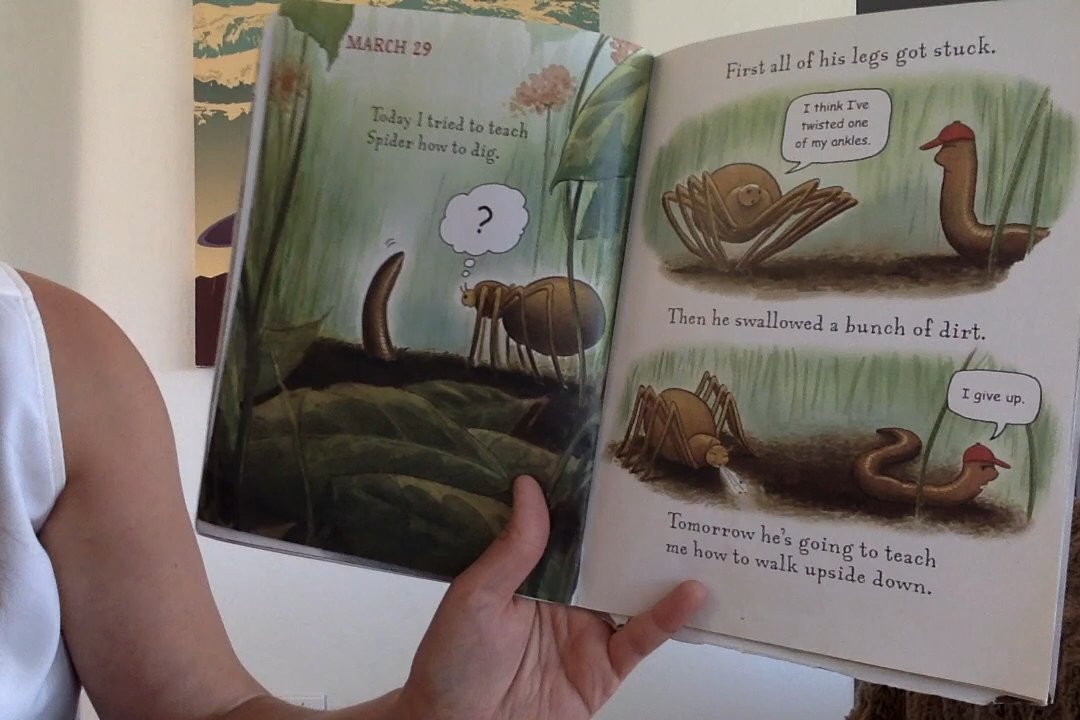 MARCH 29
Today I tried to teach
Spider how to dig.
?
First all of his legs got stuck.
I think I've
twisted one
of my ankles.
Then he swallowed a bunch of dirt.
I give up.
Tomorrow he's going to teach
me how to walk upside down.